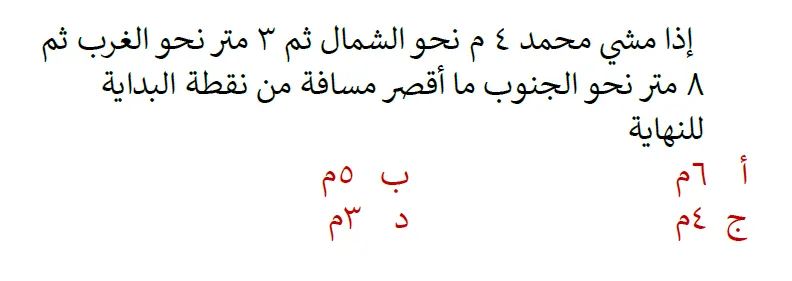 إذا مشي محمد ٤ م نحو الشمال ثم ٣ متر نحو الغرب ثم
٨ متر نحو الجنوب ما أقصر مسافة من نقطة البداية
للنهاية
أ ٦م ب ٥م
ج ٤م د ٣م